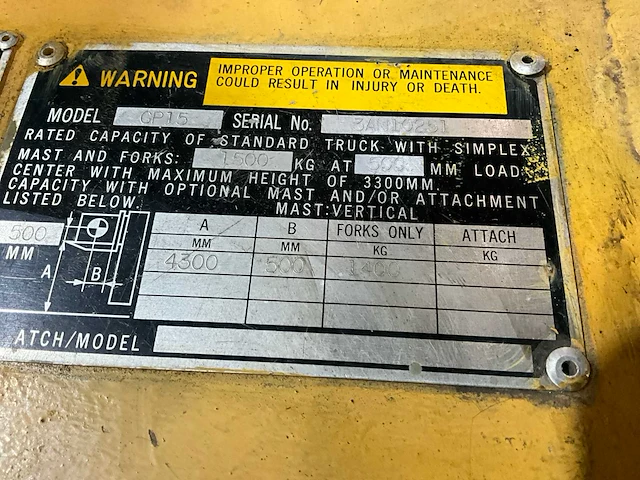 WARNING
IMPROPER OPERATION OR MAINTENANCE
COULD RESULT IN INJURY OR DEATH.
MODEL GP15 SERIAL No.
RATED CAPACITY OF STANDARD TRUCK WITH SIMPLEX
MAST AND FORKS: 1500 KG AT 500 MM LOAD
CENTER WITH MAXIMUM HEIGHT OF 3300MM.
CAPACITY WITH OPTIONAL MAST AND/OR ATTACHMENT
LISTED BELOW. MAST:VERTICAL
500 MM
A
B
A MM B MM FORKS ONLY KG ATTACH KG
4300 500 1400
ATCH/MODEL